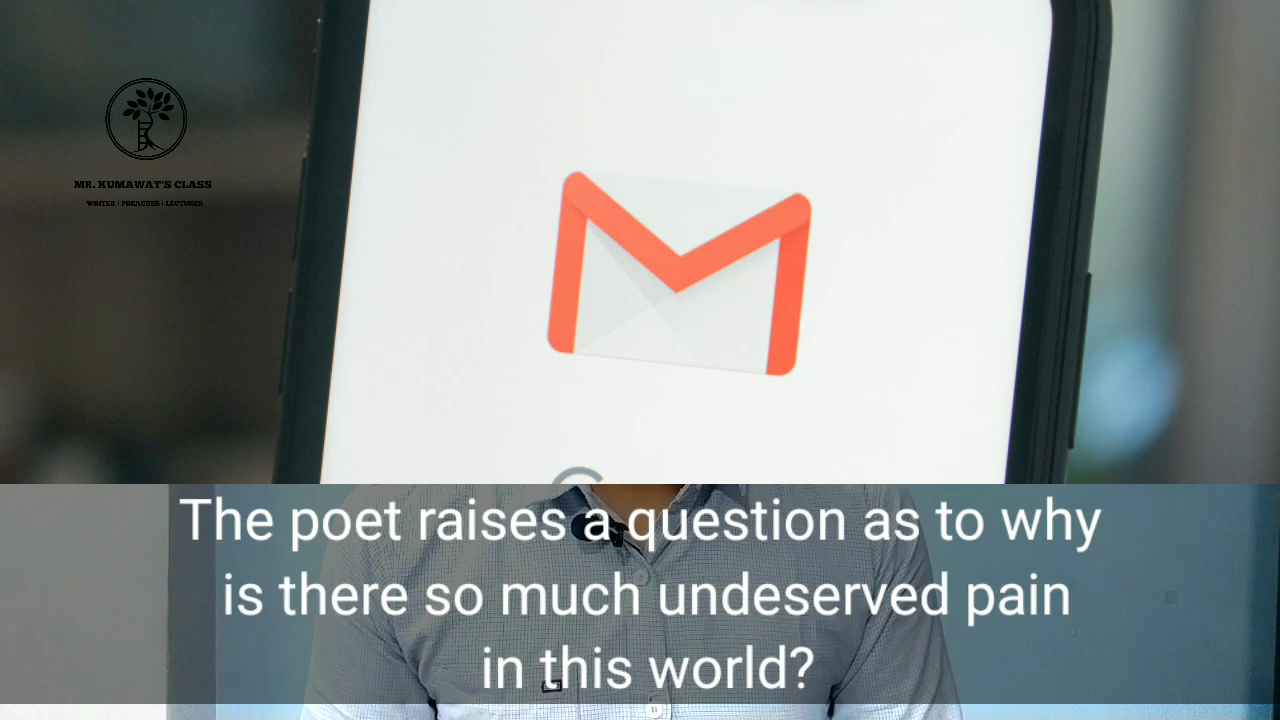 MR. KUMAWAT'S CLASS
WRITER | PREACHER | LECTURER
The poet raises a question as to why
is there so much undeserved pain
in this world?